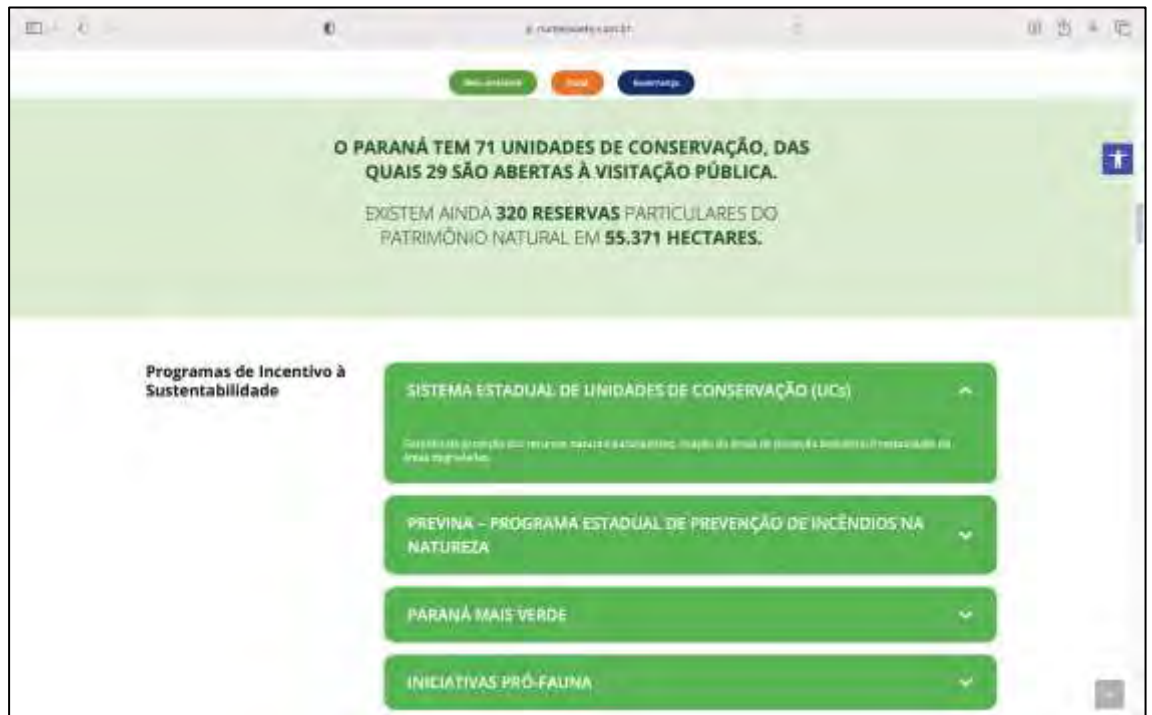 Governança
O PARANÁ TEM 71 UNIDADES DE CONSERVAÇÃO, DAS
QUAIS 29 SÃO ABERTAS À VISITAÇÃO PÚBLICA.
EXISTEM AINDA 320 RESERVAS PARTICULARES DO
PATRIMÔNIO NATURAL EM 55.371 HECTARES.
Programas de Incentivo à
Sustentabilidade
SISTEMA ESTADUAL DE UNIDADES DE CONSERVAÇÃO (UCs)
PREVINA – PROGRAMA ESTADUAL DE PREVENÇÃO DE INCÊNDIOS NA
NATUREZA
PARANÁ MAIS VERDE
INICIATIVAS PRÓ-FAUNA